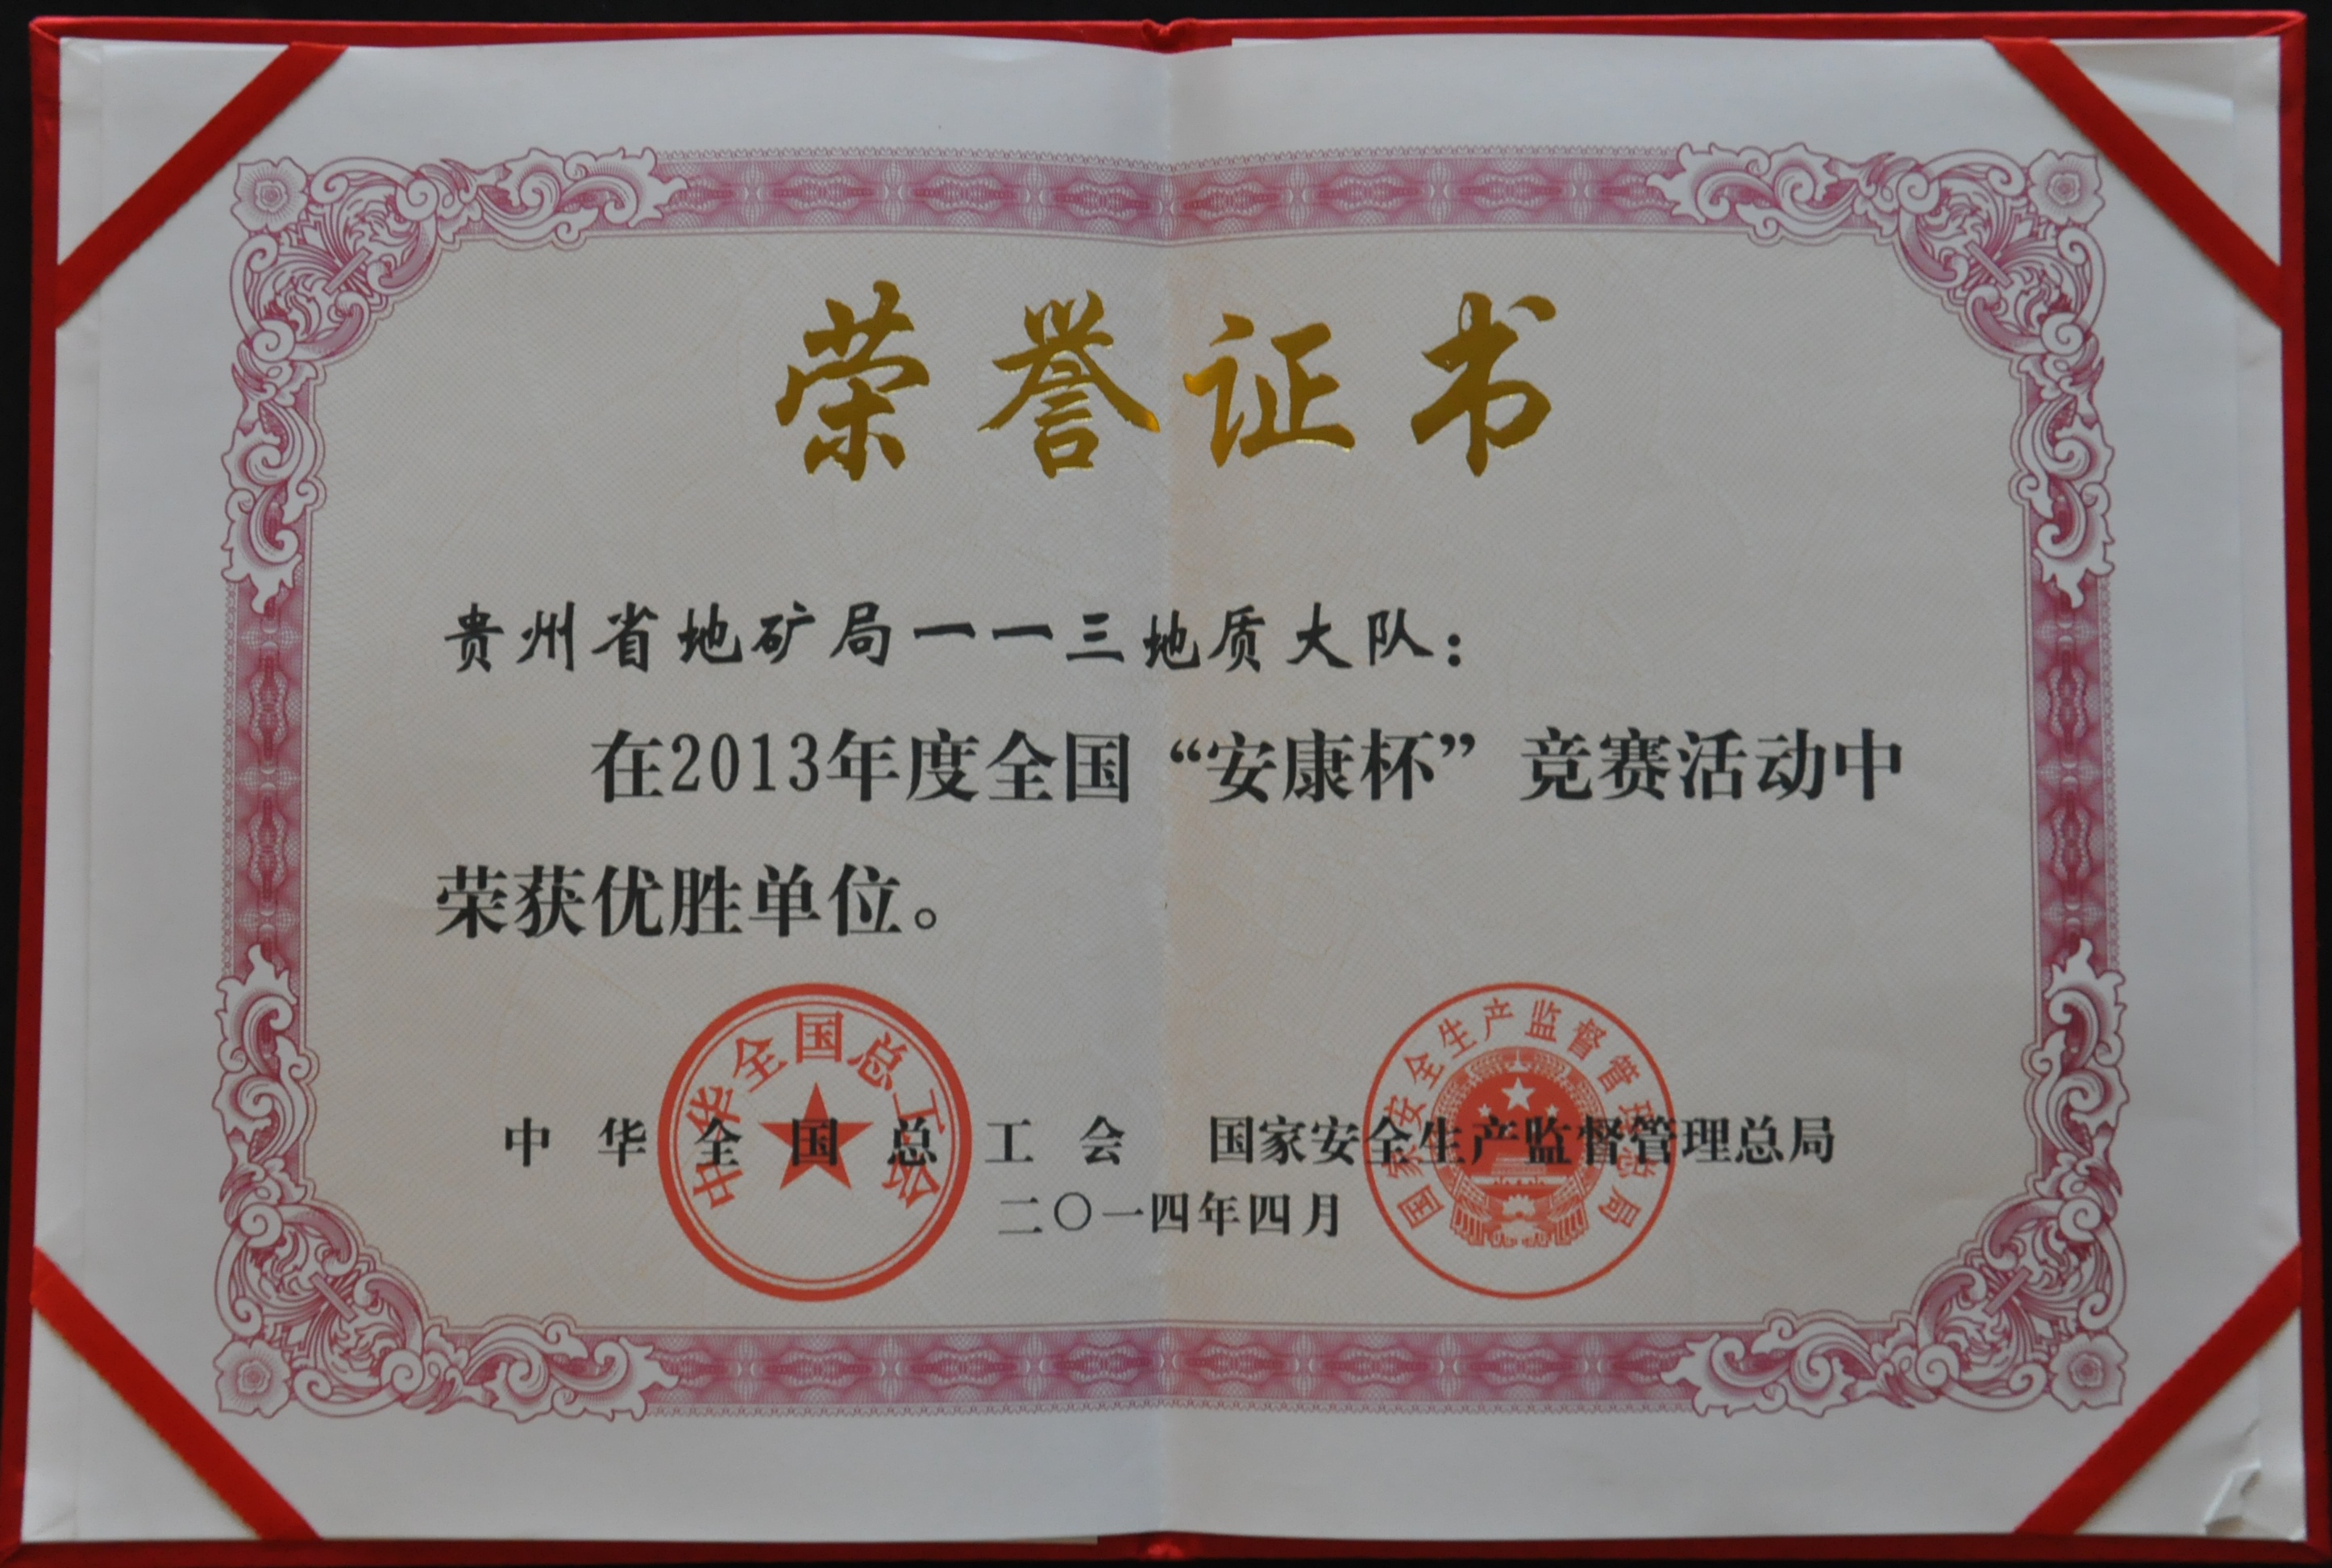 荣誉证书
贵州省地矿局一一三地质大队：
在2013年度全国“安康杯”竞赛活动中
荣获优胜单位。
中华全国总工会
国家安全生产监督管理总局
中华全国总工会 国家安全生产监督管理总局
二〇一四年四月